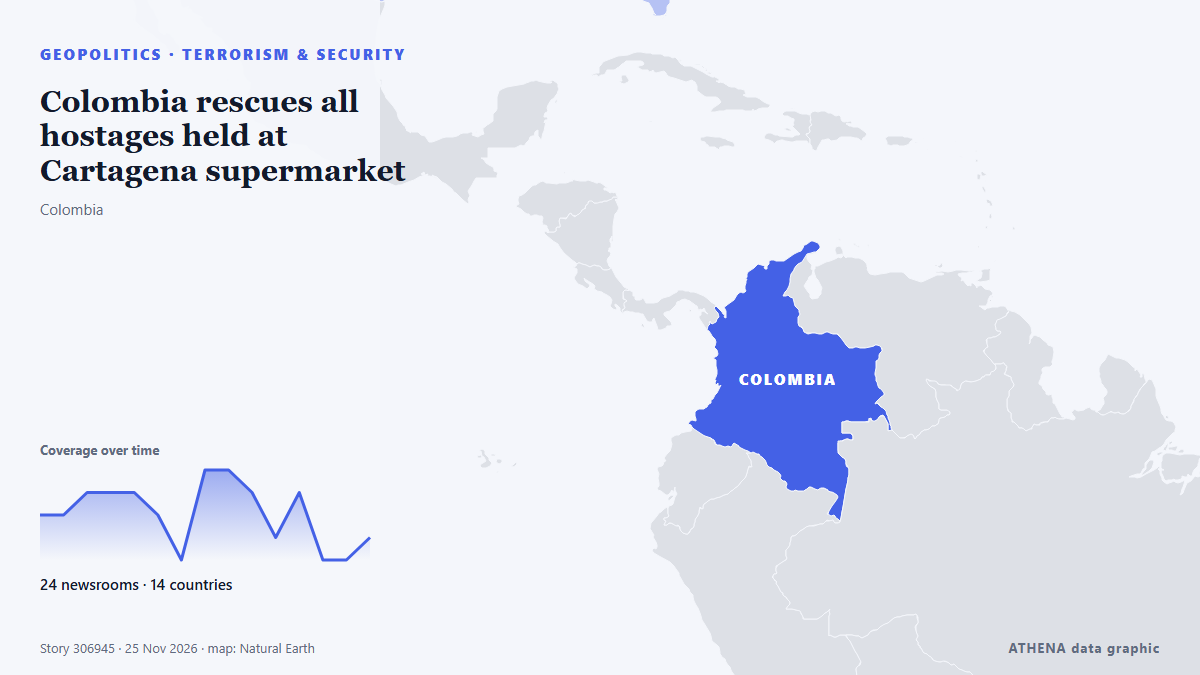 GEOPOLITICS · TERRORISM & SECURITY
Colombia rescues all
hostages held at
Cartagena supermarket
Colombia
COLOMBIA
Coverage over time
24 newsrooms · 14 countries
Story 306945 · 25 Nov 2026 · map: Natural Earth
ATHENA data graphic